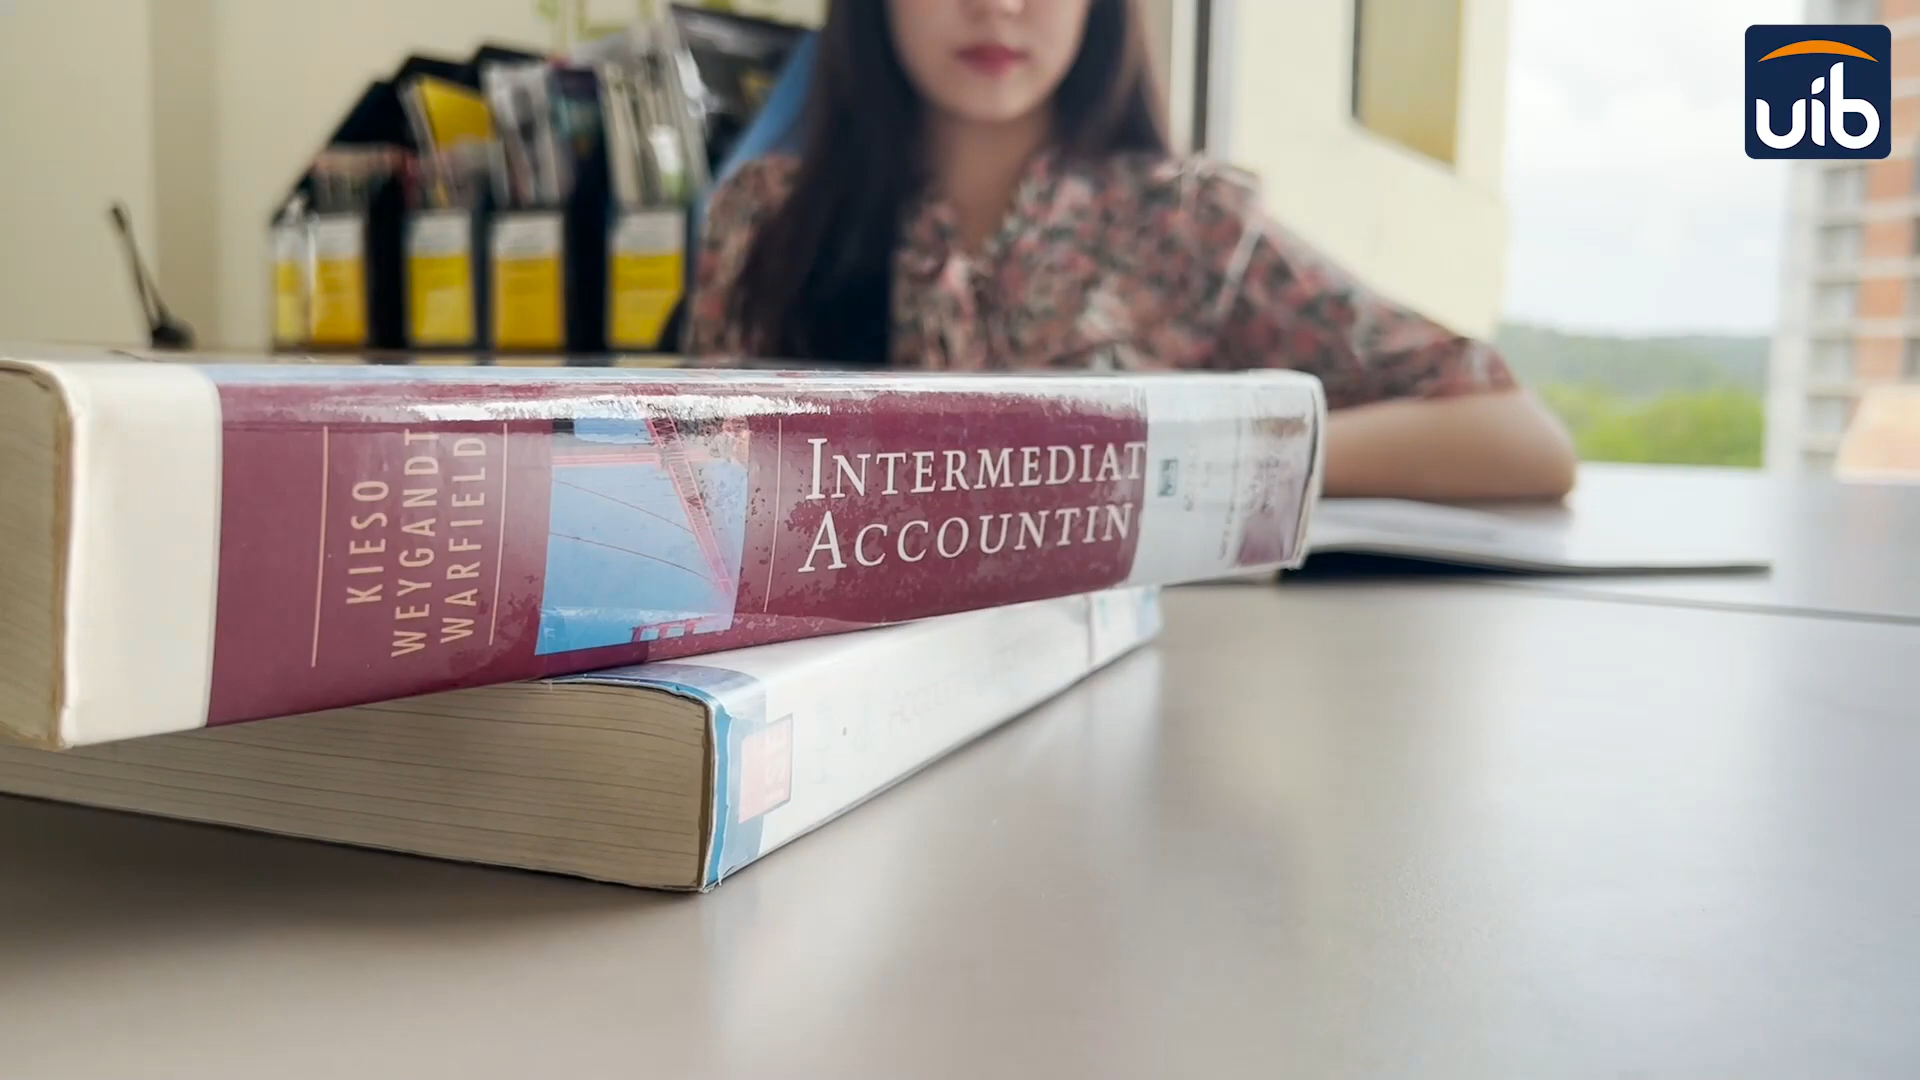 uib
KIESO
WEYGANDT
WARFIELD
INTERMEDIAT
ACCOUNTIN